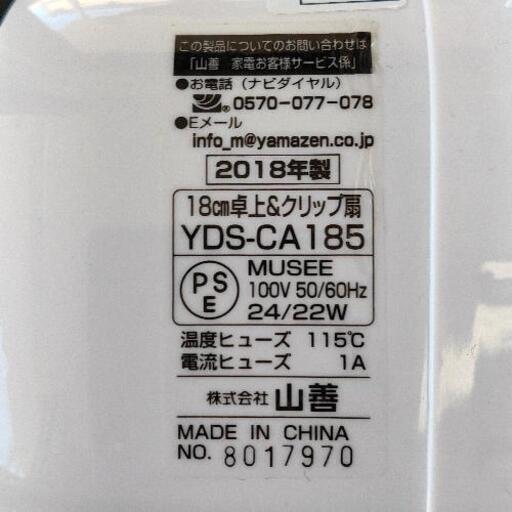 この製品についてのお問い合わせは
「山善 家電お客様サービス係」
●お電話（ナビダイヤル）
0570-077-078
●Eメール
info_m@yamazen.co.jp
2018年製
18cm卓上&クリップ扇
YDS-CA185
PSE MUSEE
100V 50/60Hz
24/22W
温度ヒューズ 115℃
電流ヒューズ 1A
株式会社 山善
MADE IN CHINA
NO. 8017970